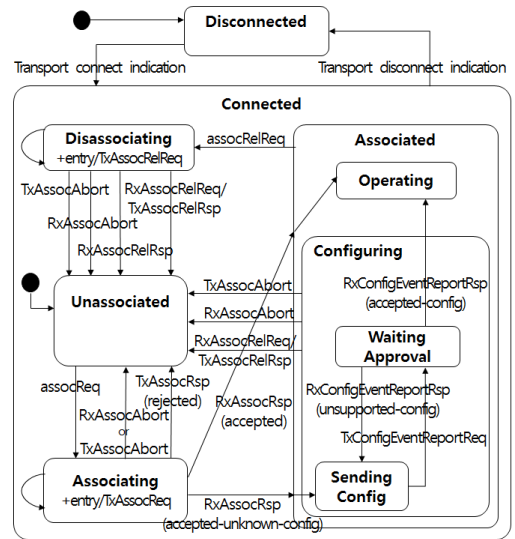 Disconnected
Transport connect indication
Transport disconnect indication
Connected
Disassociating
+entry/TxAssocRelReq
assocRelReq
Associated
Operating
TxAssocAbort
RxAssocRelReq/
TxAssocRelRsp
RxAssocAbort
RxAssocRelRsp
Configuring
Unassociated
TxAssocAbort
RxAssocAbort
RxAssocRelReq/
TxAssocRelRsp
RxConfigEventReportRsp
(accepted-config)
Waiting
Approval
assocReq
TxAssocRsp
(rejected)
RxAssocAbort
or
TxAssocAbort
RxAssocRsp
(accepted)
RxConfigEventReportRsp
(unsupported-config)
TxConfigEventReportReq
Associating
+entry/TxAssocReq
RxAssocRsp
(accepted-unknown-config)
Sending
Config